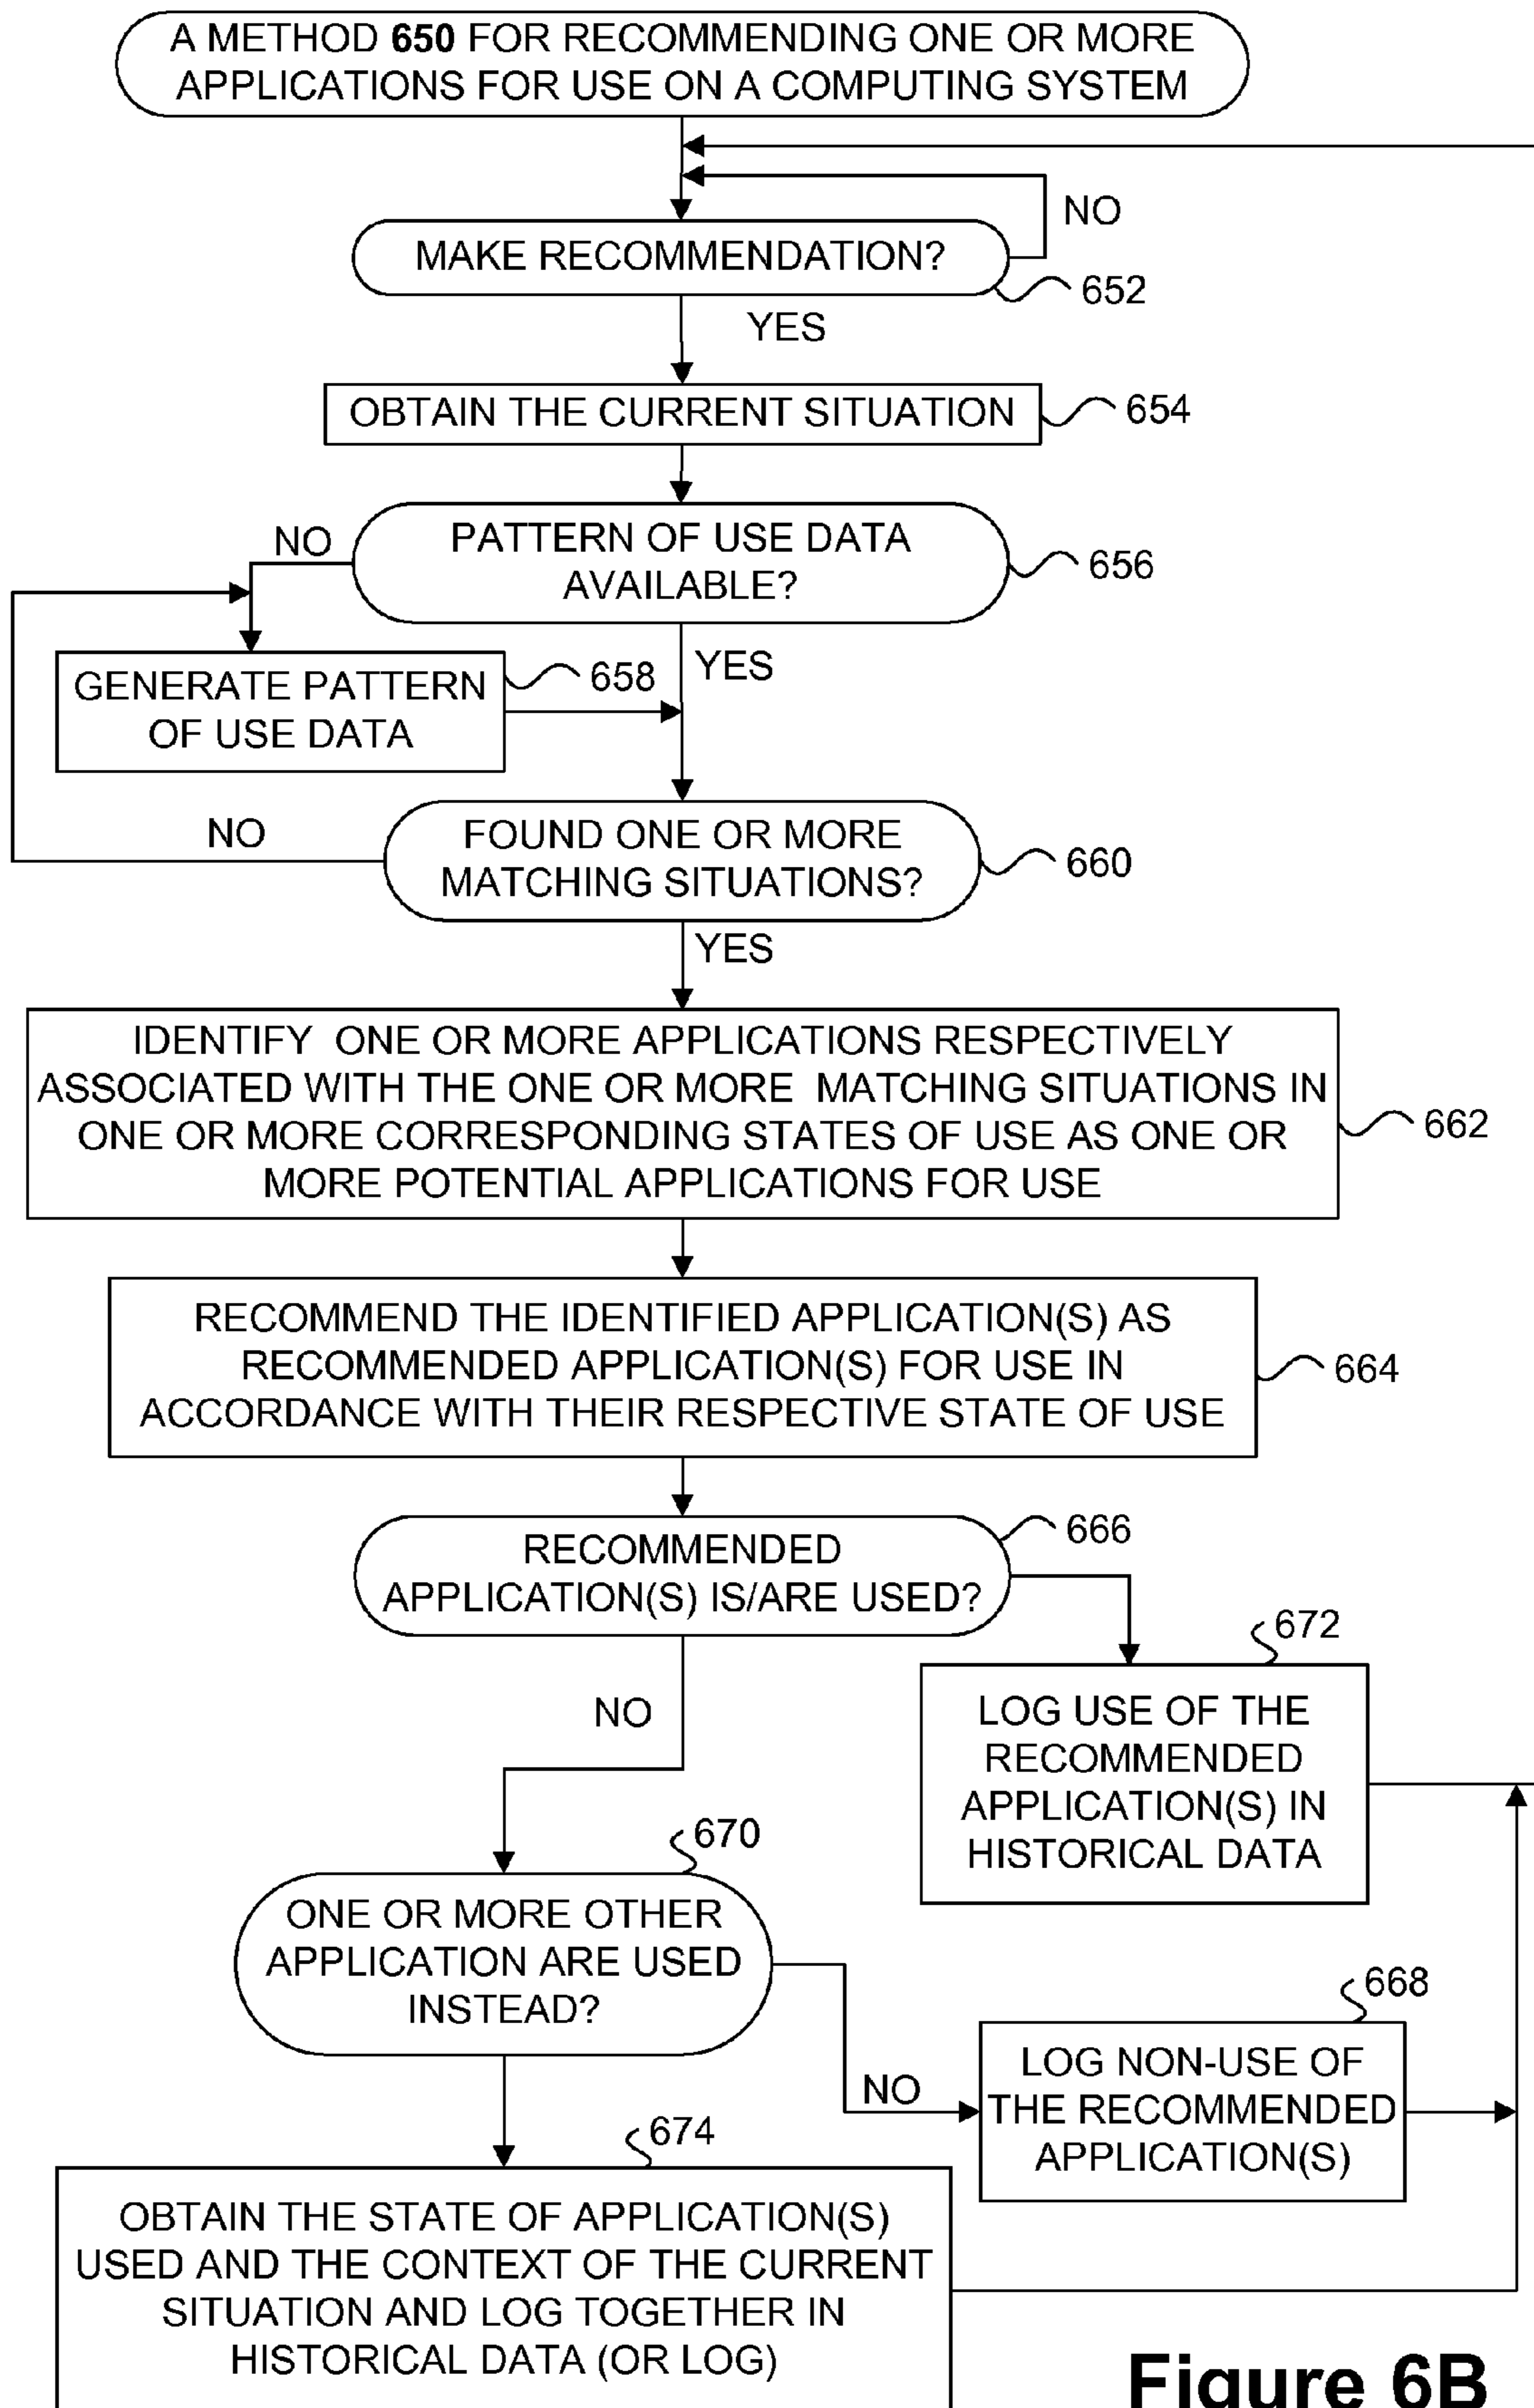 A METHOD 650 FOR RECOMMENDING ONE OR MORE
APPLICATIONS FOR USE ON A COMPUTING SYSTEM
NO
MAKE RECOMMENDATION?
652
YES
OBTAIN THE CURRENT SITUATION
654
NO
PATTERN OF USE DATA
AVAILABLE?
656
GENERATE PATTERN
OF USE DATA
658
YES
NO
FOUND ONE OR MORE
MATCHING SITUATIONS?
660
YES
IDENTIFY ONE OR MORE APPLICATIONS RESPECTIVELY
ASSOCIATED WITH THE ONE OR MORE MATCHING SITUATIONS IN
ONE OR MORE CORRESPONDING STATES OF USE AS ONE OR
MORE POTENTIAL APPLICATIONS FOR USE
662
RECOMMEND THE IDENTIFIED APPLICATION(S) AS
RECOMMENDED APPLICATION(S) FOR USE IN
ACCORDANCE WITH THEIR RESPECTIVE STATE OF USE
664
RECOMMENDED
APPLICATION(S) IS/ARE USED?
666
672
NO
LOG USE OF THE
RECOMMENDED
APPLICATION(S) IN
HISTORICAL DATA
670
ONE OR MORE OTHER
APPLICATION ARE USED
INSTEAD?
668
NO
LOG NON-USE OF
THE RECOMMENDED
APPLICATION(S)
674
OBTAIN THE STATE OF APPLICATION(S)
USED AND THE CONTEXT OF THE CURRENT
SITUATION AND LOG TOGETHER IN
HISTORICAL DATA (OR LOG)
Figure 6B